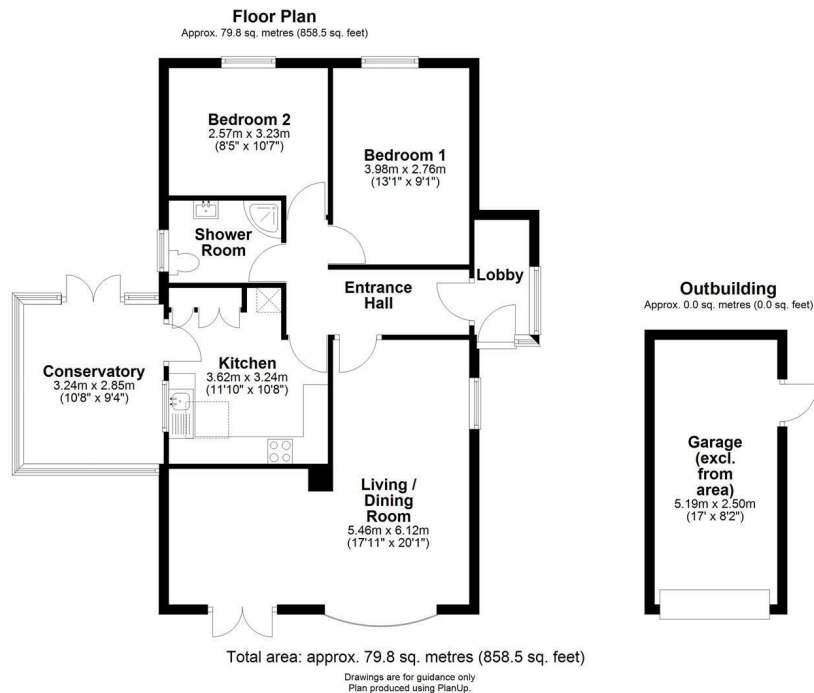 Floor Plan
Approx. 79.8 sq. metres (858.5 sq. feet)
Bedroom 2
2.57m x 3.23m
(8'5" x 10'7")
Bedroom 1
3.98m x 2.76m
(13'1" x 9'1")
Shower
Room
Lobby
Entrance
Hall
Conservatory
3.24m x 2.85m
(10'8" x 9'4")
Kitchen
3.62m x 3.24m
(11'10" x 10'8")
Living /
Dining
Room
5.46m x 6.12m
(17'11" x 20'1")
Outbuilding
Approx. 0.0 sq. metres (0.0 sq. feet)
Garage
(excl.
from
area)
5.19m x 2.50m
(17' x 8'2")
Total area: approx. 79.8 sq. metres (858.5 sq. feet)
Drawings are for guidance only
Plan produced using PlanUp.